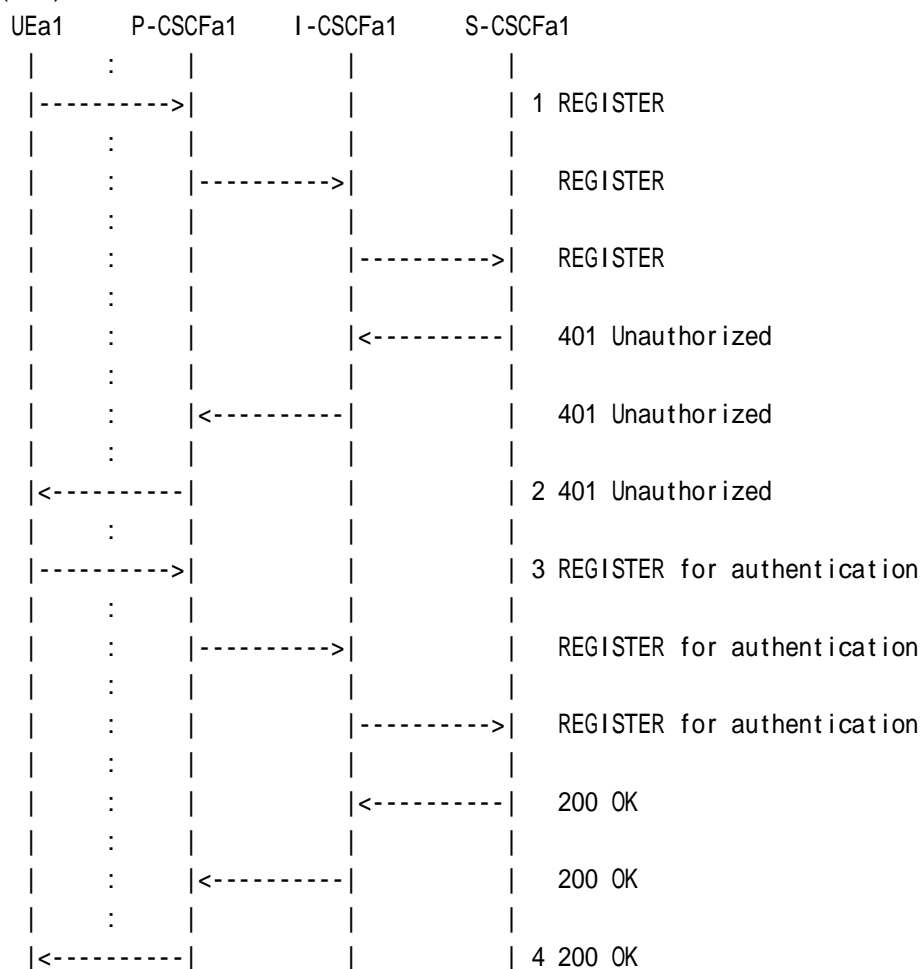 UEa1 P-CSCFa1 I-CSCFa1 S-CSCFa1
| : | | |
|---------->| | | 1 REGISTER
| : | | |
| : |---------->| | REGISTER
| : | | |
| : | |---------->| REGISTER
| : | | |
| : | |<----------| 401 Unauthorized
| : | | |
| : |<----------| | 401 Unauthorized
| : | | |
|<----------| | | 2 401 Unauthorized
| : | | |
|---------->| | | 3 REGISTER for authentication
| : | | |
| : |---------->| | REGISTER for authentication
| : | | |
| : | |---------->| REGISTER for authentication
| : | | |
| : | |<----------| 200 OK
| : | | |
| : |<----------| | 200 OK
| : | | |
|<----------| | | 4 200 OK